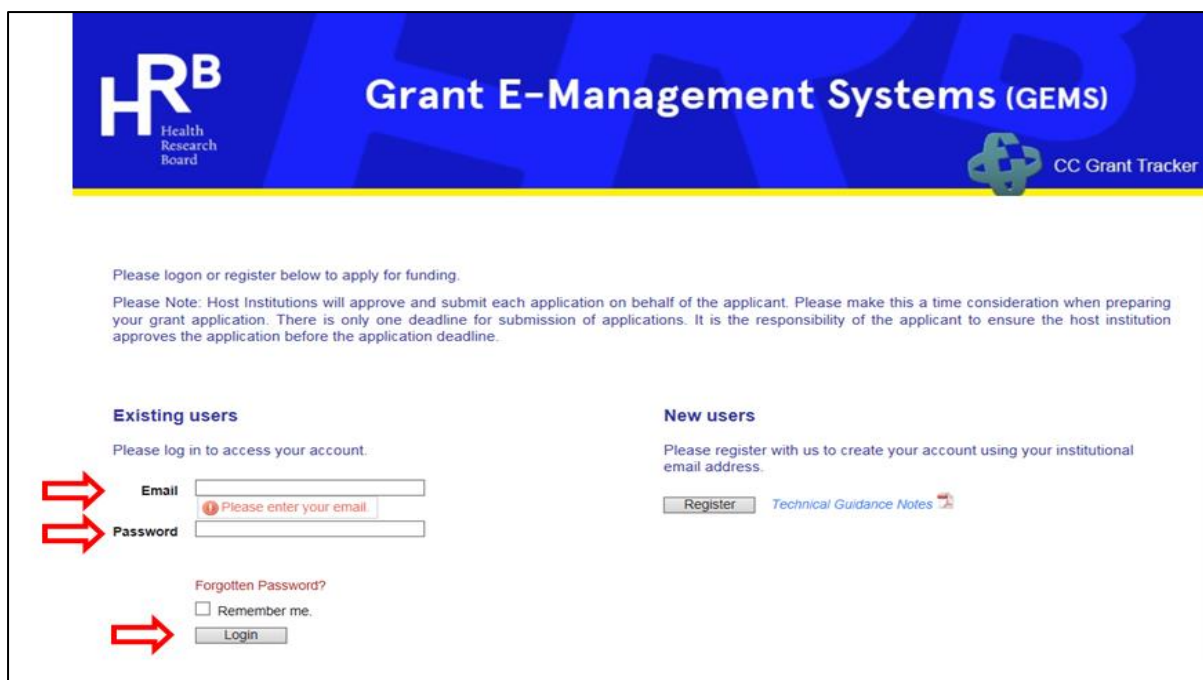 HRB
Health
Research
Board
Grant E-Management Systems (GEMS)
CC Grant Tracker
Please logon or register below to apply for funding.
Please Note: Host Institutions will approve and submit each application on behalf of the applicant. Please make this a time consideration when preparing
your grant application. There is only one deadline for submission of applications. It is the responsibility of the applicant to ensure the host institution
approves the application before the application deadline.
Existing users
Please log in to access your account.
Email
Please enter your email.
Password
Forgotten Password?
Remember me.
Login
New users
Please register with us to create your account using your institutional
email address.
Register
Technical Guidance Notes